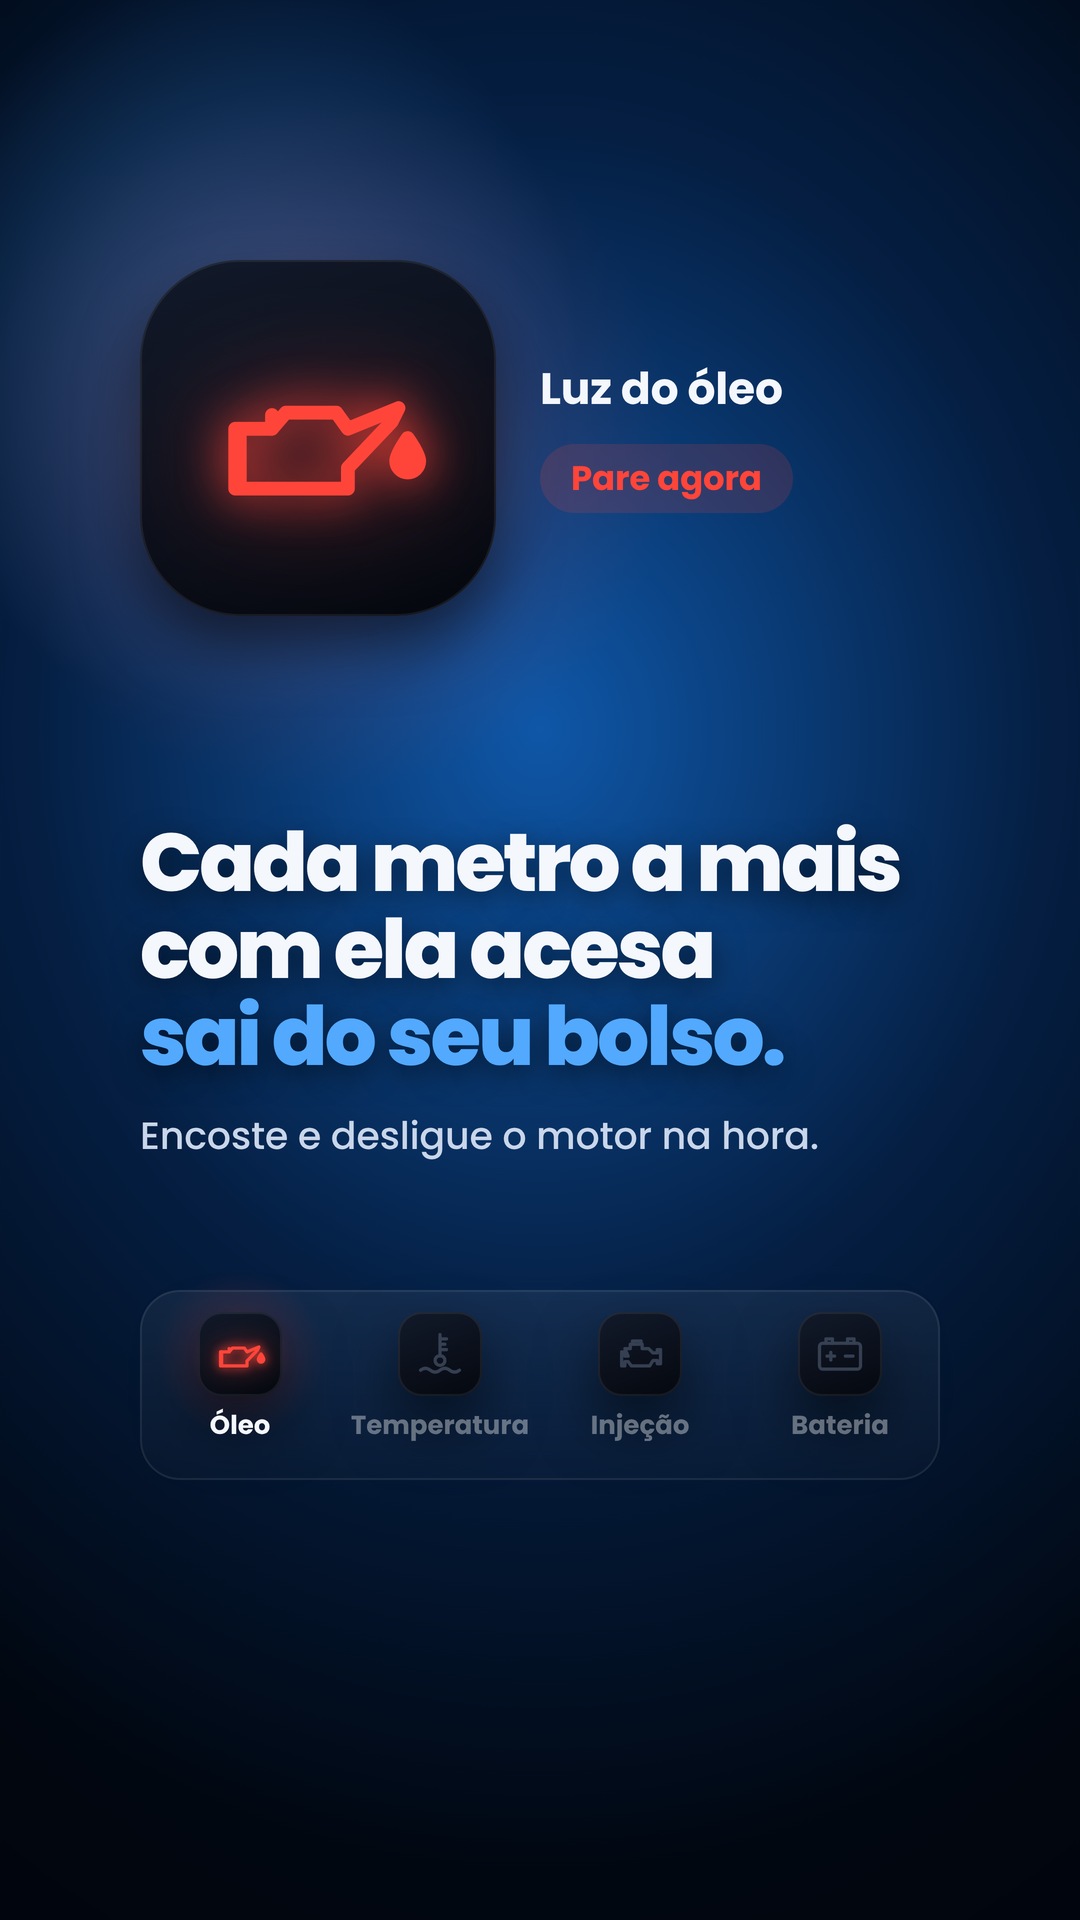 Luz do óleo
Pare agora
Cada metro a mais
com ela acesa
sai do seu bolso.
Encoste e desligue o motor na hora.
Óleo
Temperatura
Injeção
Bateria